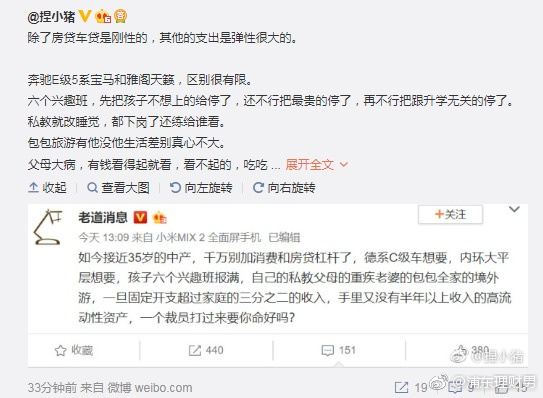 @捏小猪
除了房贷车贷是刚性的，其他的支出是弹性很大的。
奔驰E级5系宝马和雅阁天籁，区别很有限。
六个兴趣班，先把孩子不想上的给停了，还不行把最贵的停了，再不行把跟升学无关的停了。
私教就改睡觉，都下岗了还练给谁看。
包包旅游有他没他生活差别真心不大。
父母大病，有钱看得起就看，看不起的，吃吃 ... 展开全文
收起 查看大图 向左旋转 向右旋转
老道消息
+关注
今天 13:09 来自 小米MIX 2 全面屏手机 已编辑
如今接近35岁的中产，千万别加消费和房贷杠杆了，德系C级车想要，内环大平
层想要，孩子六个兴趣班报满，自己的私教父母的重疾老婆的包包全家的境外
游，一旦固定开支超过家庭的三分之二的收入，手里又没有半年以上收入的高流
动性资产，一个裁员打过来要你命好吗？
收藏 440 151 380
@捏小猪
33分钟前 来自 微博 weibo.com 19 9 15
@浦东理财男